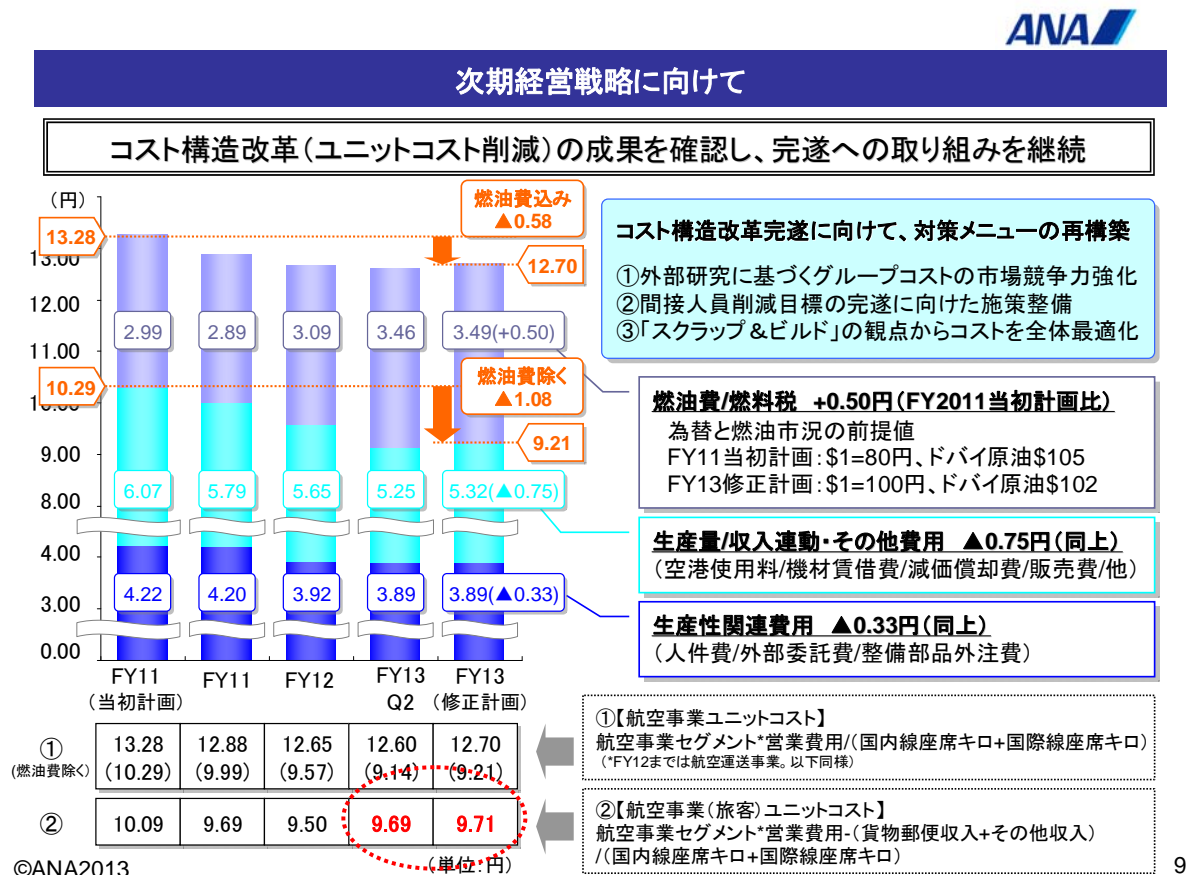 ANA
次期経営戦略に向けて
コスト構造改革(ユニットコスト削減)の成果を確認し、完遂への取り組みを継続
(円)
13.00
12.00
11.00
10.00
9.00
8.00
4.00
3.00
0.00
13.28
10.29
燃油費込み
▲0.58
12.70
燃油費除く
▲1.08
9.21
2.99
2.89
3.09
3.46
3.49(+0.50)
6.07
5.79
5.65
5.25
5.32(▲0.75)
4.22
4.20
3.92
3.89
3.89(▲0.33)
FY11
(当初計画)
FY11
FY12
FY13
Q2
FY13
(修正計画)
コスト構造改革完遂に向けて、対策メニューの再構築
①外部研究に基づくグループコストの市場競争力強化
②間接人員削減目標の完遂に向けた施策整備
③「スクラップ&ビルド」の観点からコストを全体最適化
燃油費/燃料税 +0.50円(FY2011当初計画比)
為替と燃油市況の前提値
FY11当初計画:$1=80円、ドバイ原油$105
FY13修正計画:$1=100円、ドバイ原油$102
生産量/収入連動・その他費用 ▲0.75円(同上)
(空港使用料/機材賃借費/減価償却費/販売費/他)
生産性関連費用 ▲0.33円(同上)
(人件費/外部委託費/整備部品外注費)
① 13.28 12.88 12.65 12.60 12.70
(燃油費除く) (10.29) (9.99) (9.57) (9.14) (9.21)
② 10.09 9.69 9.50 9.69 9.71
(単位:円)
①【航空事業ユニットコスト】
航空事業セグメント*営業費用/(国内線座席キロ+国際線座席キロ)
(*FY12までは航空運送事業。以下同様)
②【航空事業(旅客)ユニットコスト】
航空事業セグメント*営業費用-(貨物郵便収入+その他収入)
/(国内線座席キロ+国際線座席キロ)
©ANA2013
9